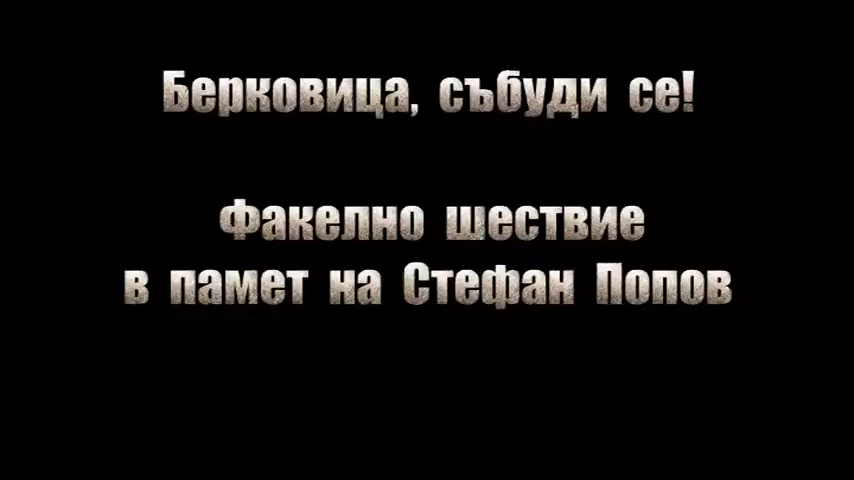 Берковица, събуди се!
Факелно шествие
в памет на Стефан Попов